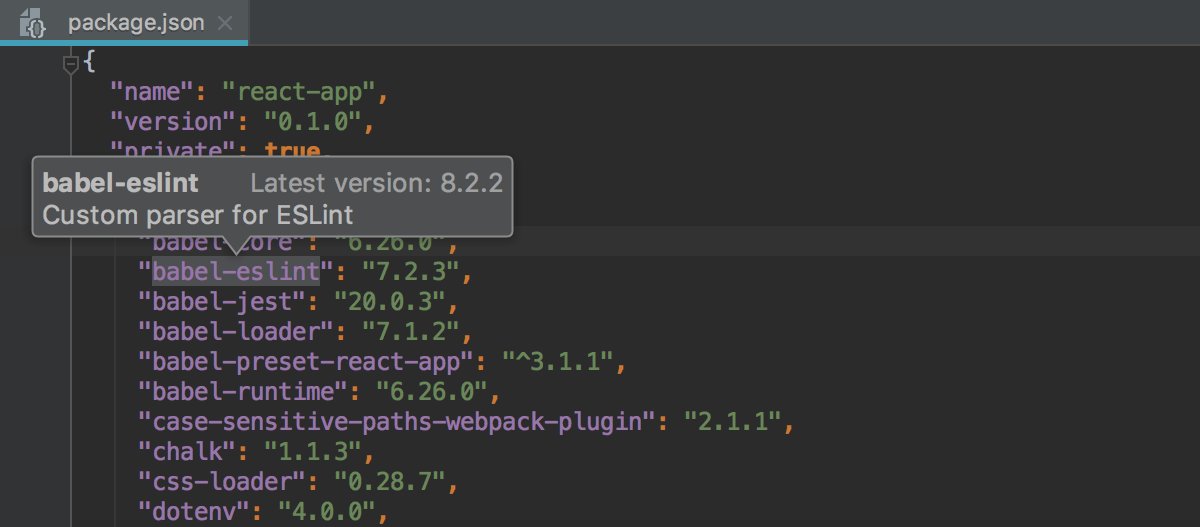 package.json
{
"name": "react-app",
"version": "0.1.0",
"private": true,
babel-eslint Latest version: 8.2.2
Custom parser for ESLint
"babel-core": "6.26.0",
"babel-eslint": "7.2.3",
"babel-jest": "20.0.3",
"babel-loader": "7.1.2",
"babel-preset-react-app": "^3.1.1",
"babel-runtime": "6.26.0",
"case-sensitive-paths-webpack-plugin": "2.1.1",
"chalk": "1.1.3",
"css-loader": "0.28.7",
"dotenv": "4.0.0",